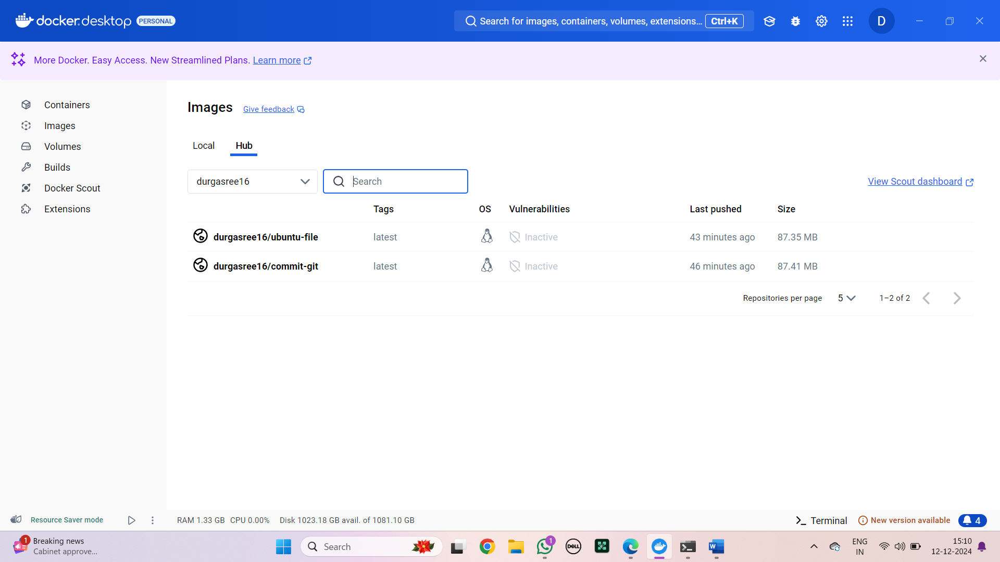 docker.desktop PERSONAL
Search for images, containers, volumes, extensions... Ctrl+K
D
More Docker. Easy Access. New Streamlined Plans. Learn more
Containers
Images
Volumes
Builds
Docker Scout
Extensions
Images Give feedback
Local Hub
durgasree16 Search View Scout dashboard
Tags OS Vulnerabilities Last pushed Size
durgasree16/ubuntu-file latest Inactive 43 minutes ago 87.35 MB
durgasree16/commit-git latest Inactive 46 minutes ago 87.41 MB
Repositories per page 5 1–2 of 2
Resource Saver mode RAM 1.33 GB CPU 0.00% Disk 1023.18 GB avail. of 1081.10 GB Terminal New version available 4
1 Breaking news
Cabinet approve...
Search
1
DELL
W
ENG
IN
15:10
12-12-2024